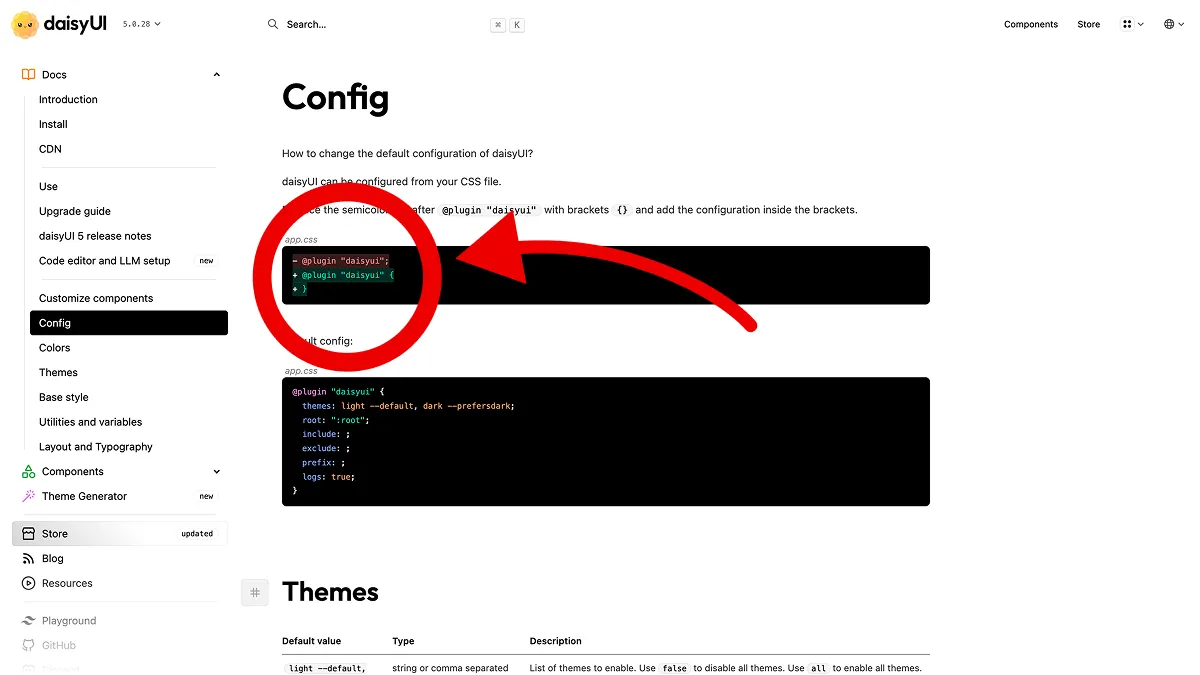 daisyUI 5.0.28
Search... ⌘ K
Components Store
Docs
Introduction
Install
CDN
Use
Upgrade guide
daisyUI 5 release notes
Code editor and LLM setup new
Customize components
Config
Colors
Themes
Base style
Utilities and variables
Layout and Typography
Components
Theme Generator new
Store updated
Blog
Resources
Playground
GitHub
Config
How to change the default configuration of daisyUI?
daisyUI can be configured from your CSS file.
the semicolon after @plugin "daisyui" with brackets {} and add the configuration inside the brackets.
app.css
- @plugin "daisyui";
+ @plugin "daisyui" {
+ }
config:
app.css
@plugin "daisyui" {
themes: light --default, dark --prefersdark;
root: ":root";
include: ;
exclude: ;
prefix: ;
logs: true;
}
# Themes
Default value Type Description
light --default, string or comma separated List of themes to enable. Use false to disable all themes. Use all to enable all themes.